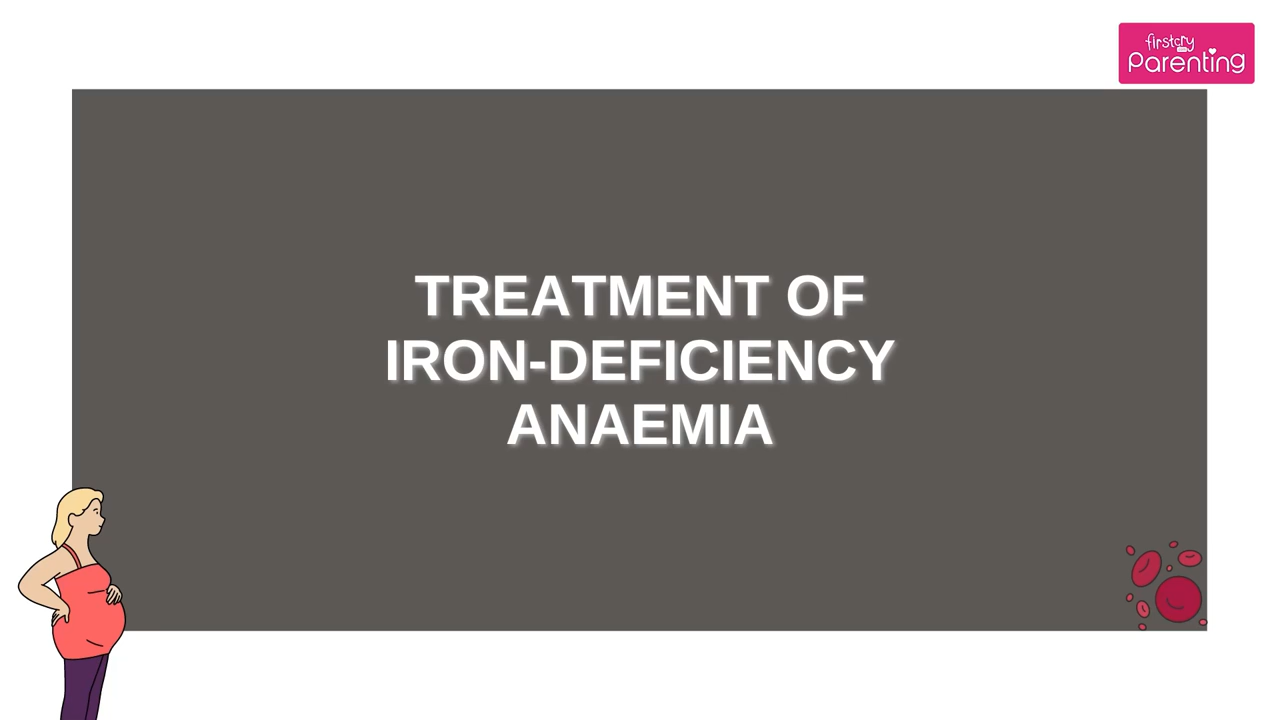 firstcry
Parenting
TREATMENT OF
IRON-DEFICIENCY
ANAEMIA